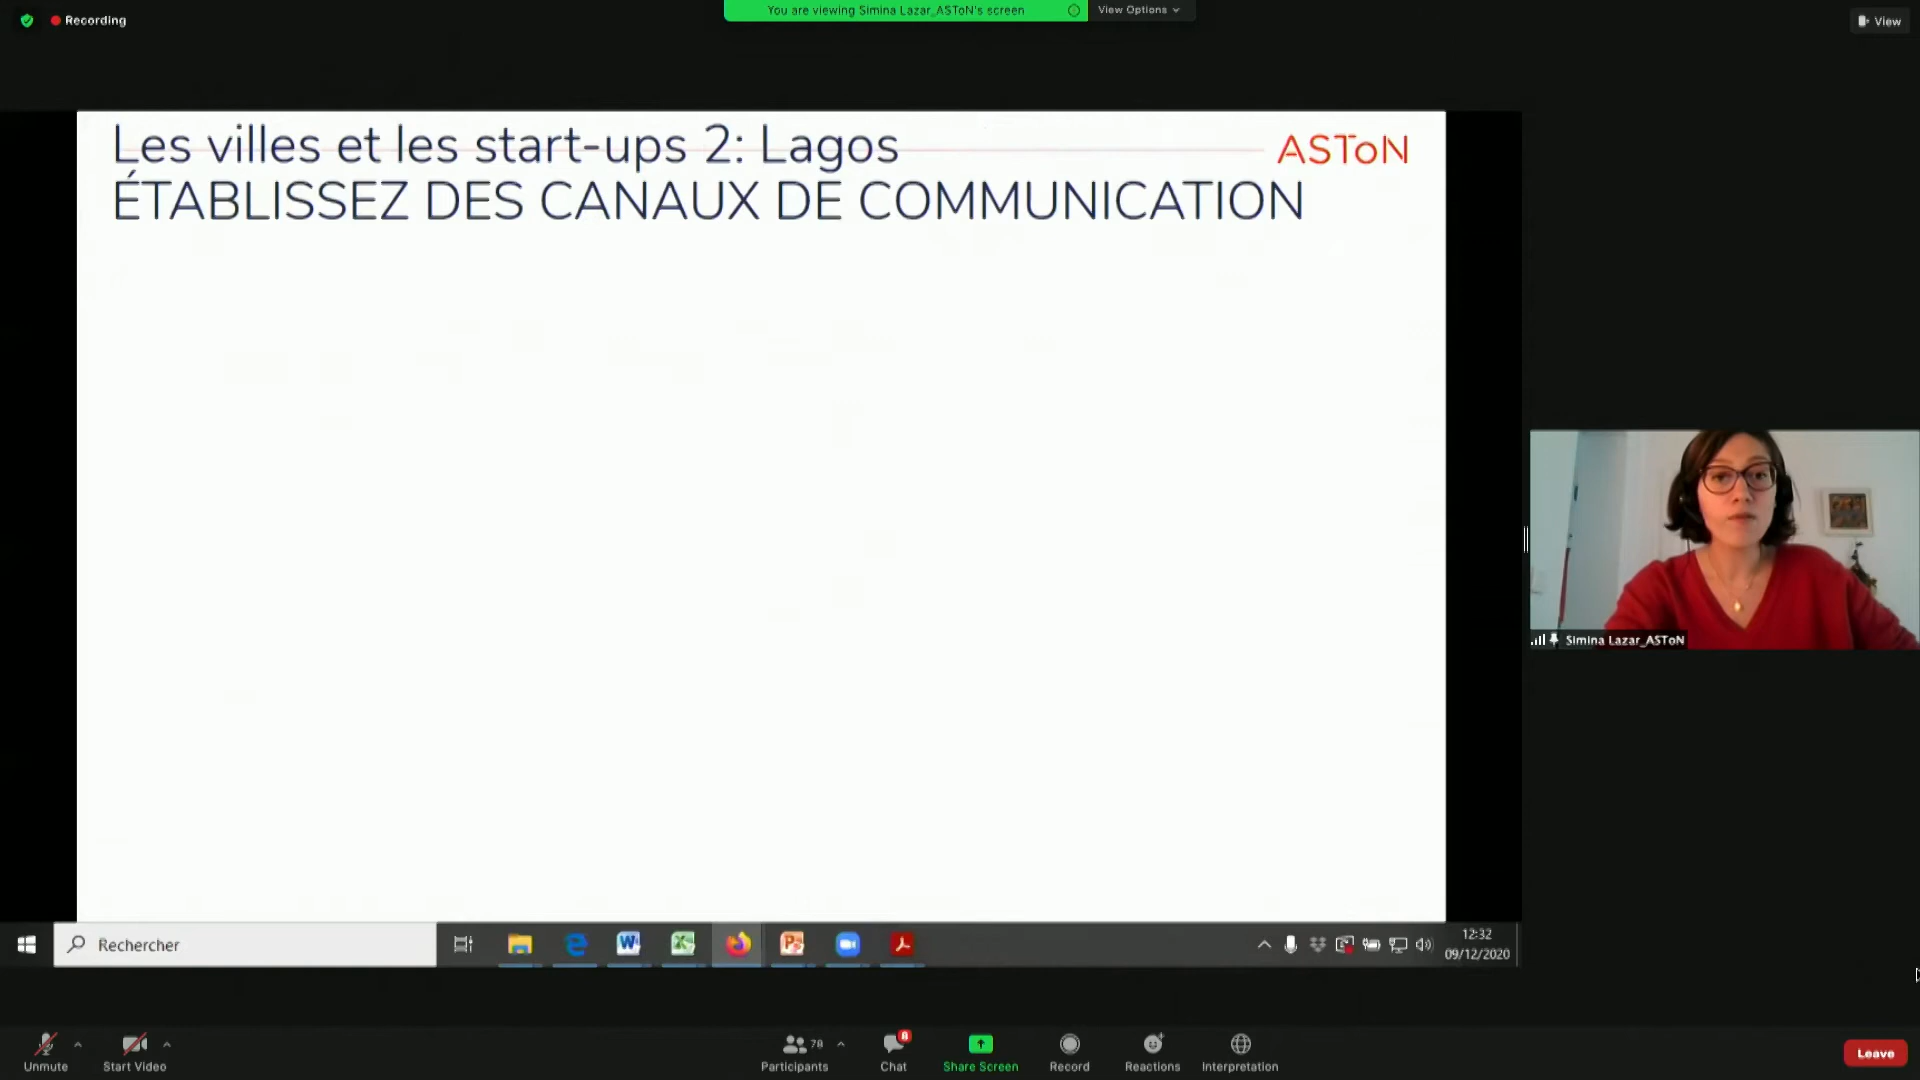 Recording
You are viewing Simina Lazar_ASToN's screen
View Options
View
Les villes et les start-ups 2: Lagos
ASToN
ÉTABLISSEZ DES CANAUX DE COMMUNICATION
Simina Lazar_ASToN
Rechercher
12:32
09/12/2020
Unmute
Start Video
Participants
78
Chat
8
Share Screen
Record
Reactions
Interpretation
Leave